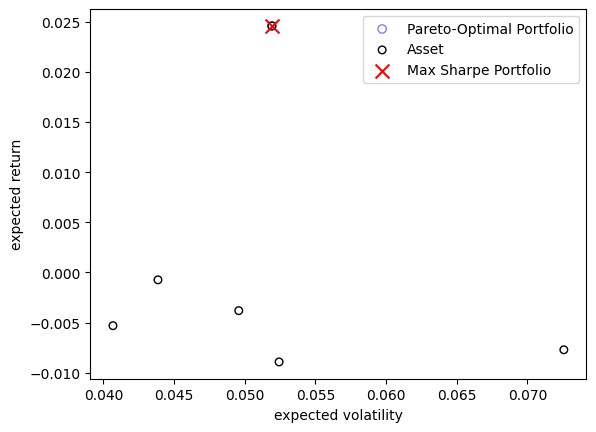 Pareto-Optimal Portfolio
Asset
Max Sharpe Portfolio
expected return
0.025
0.020
0.015
0.010
0.005
0.000
−0.005
−0.010
0.040 0.045 0.050 0.055 0.060 0.065 0.070
expected volatility